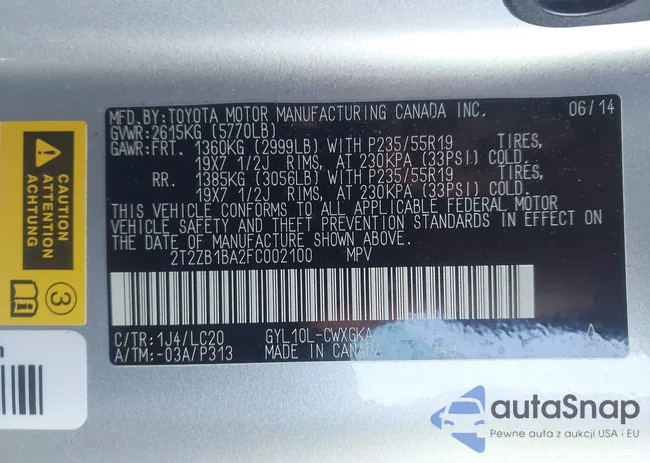 MFD.BY:TOYOTA MOTOR MANUFACTURING CANADA INC. 06/14
GVWR:2615KG (5770LB)
GAWR:FRT. 1360KG (2999LB) WITH P235/55R19 TIRES,
19X7 1/2J RIMS, AT 230KPA (33PSI) COLD.
RR. 1385KG (3056LB) WITH P235/55R19 TIRES,
19X7 1/2J RIMS, AT 230KPA (33PSI) COLD.
THIS VEHICLE CONFORMS TO ALL APPLICABLE FEDERAL MOTOR
VEHICLE SAFETY AND THEFT PREVENTION STANDARDS IN EFFECT ON
THE DATE OF MANUFACTURE SHOWN ABOVE.
2T2ZB1BA2FC002100 MPV
C/TR:1J4/LC20 GYL10L-CWXGKA A
A/TM:-03A/P313 MADE IN CANADA
CAUTION
ATTENTION
ACHTUNG
3
autaSnap
Pewne auta z aukcji USA i EU